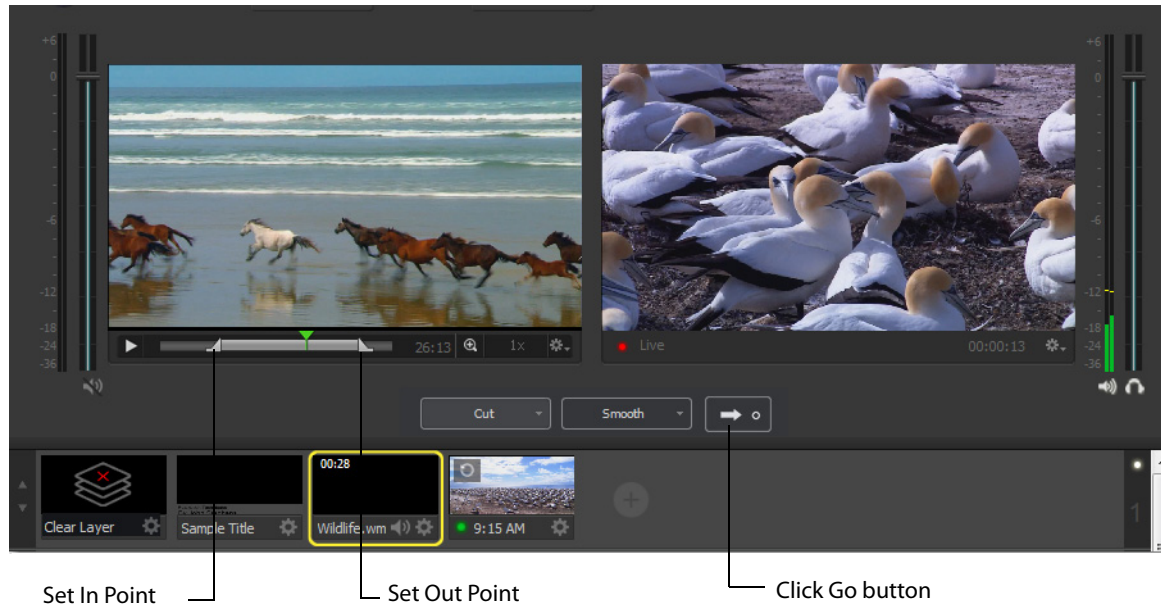 +6
0
-6
-12
-18
-24
-36
+6
0
-6
-12
-18
-24
-36
26:13
1x
Live
00:00:13
Cut
Smooth
Clear Layer
Sample Title
00:28
Wildlife.wm
9:15 AM
1
Set In Point
Set Out Point
Click Go button